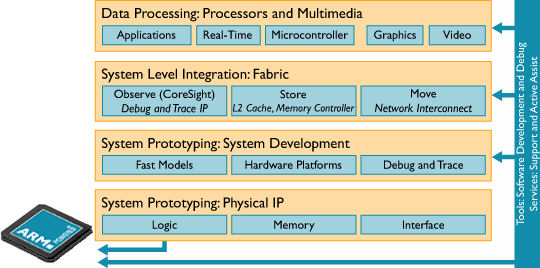 Data Processing: Processors and Multimedia
Applications
Real-Time
Microcontroller
Graphics
Video
System Level Integration: Fabric
Observe (CoreSight)
Debug and Trace IP
Store
L2 Cache, Memory Controller
Move
Network Interconnect
System Prototyping: System Development
Fast Models
Hardware Platforms
Debug and Trace
System Prototyping: Physical IP
Logic
Memory
Interface
Tools: Software Development and Debug
Services: Support and Active Assist
ARM
POWERED